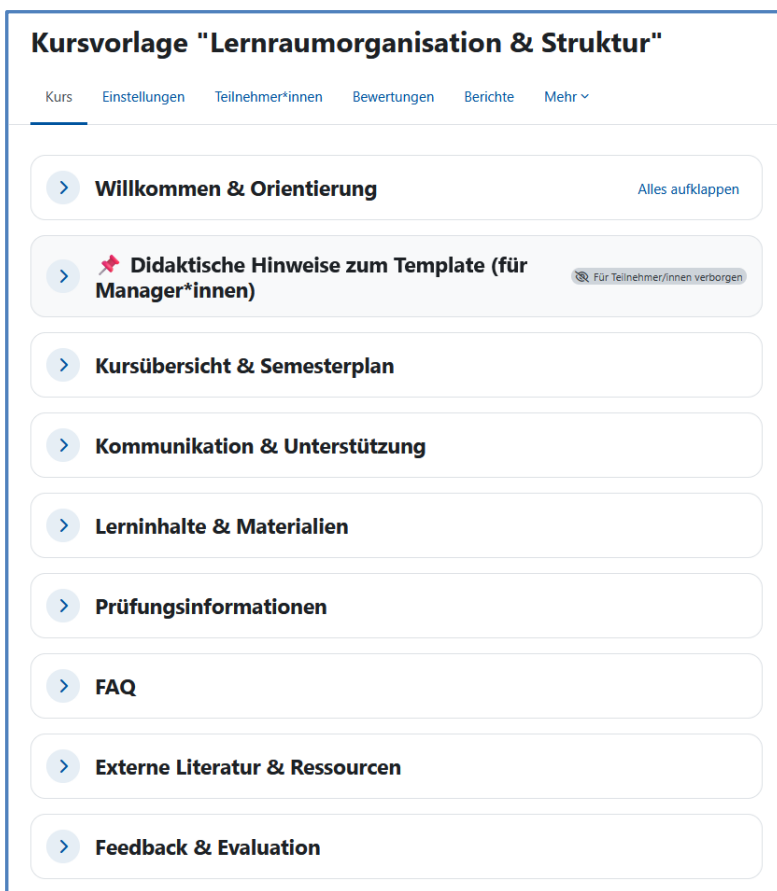 Kursvorlage "Lernraumorganisation & Struktur"
Kurs Einstellungen Teilnehmer*innen Bewertungen Berichte Mehr
Willkommen & Orientierung Alles aufklappen
📌 Didaktische Hinweise zum Template (für
Manager*innen) Für Teilnehmer/innen verborgen
Kursübersicht & Semesterplan
Kommunikation & Unterstützung
Lerninhalte & Materialien
Prüfungsinformationen
FAQ
Externe Literatur & Ressourcen
Feedback & Evaluation